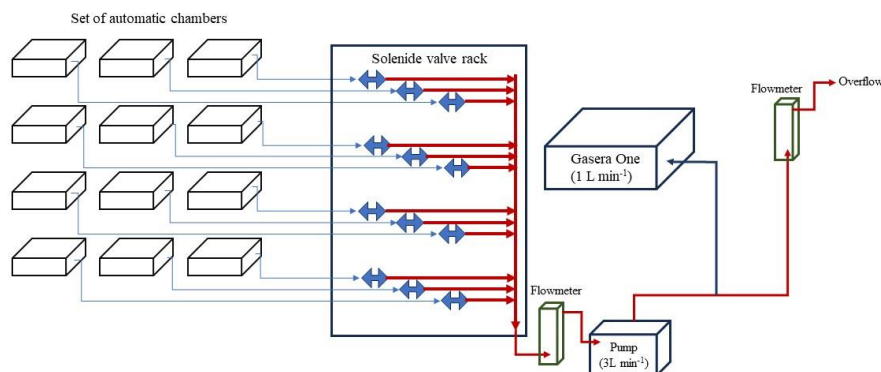 Set of automatic chambers
Solenide valve rack
Flowmeter
Overflow
Gasera One
(1 L min⁻¹)
Flowmeter
Pump
(3L min⁻¹)